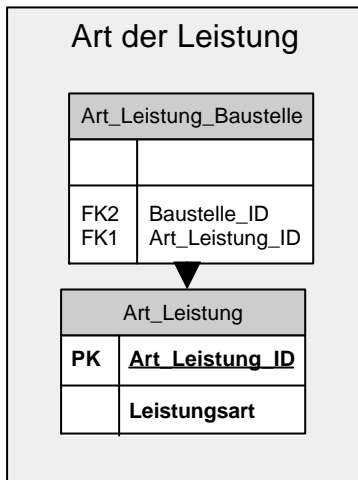 Art der Leistung
Art_Leistung_Baustelle
FK2 Baustelle_ID
FK1 Art_Leistung_ID
Art_Leistung
PK Art_Leistung_ID
Leistungsart